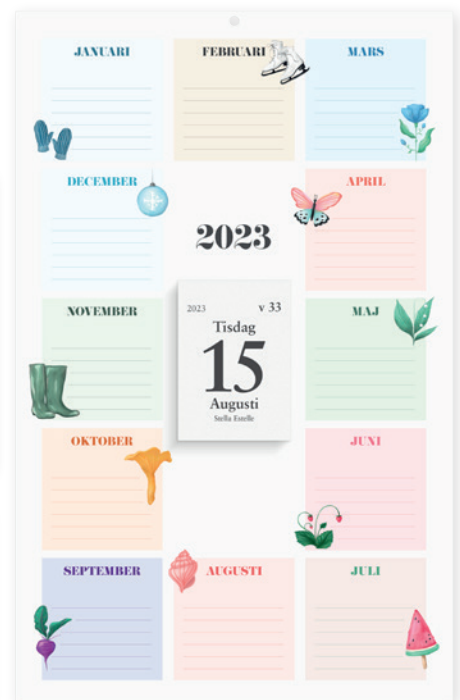 JANUARI
FEBRUARI
MARS
DECEMBER
APRIL
2023
NOVEMBER
MAJ
2023 v 33
Tisdag
15
Augusti
Stella Estelle
OKTOBER
JUNI
SEPTEMBER
AUGUSTI
JULI